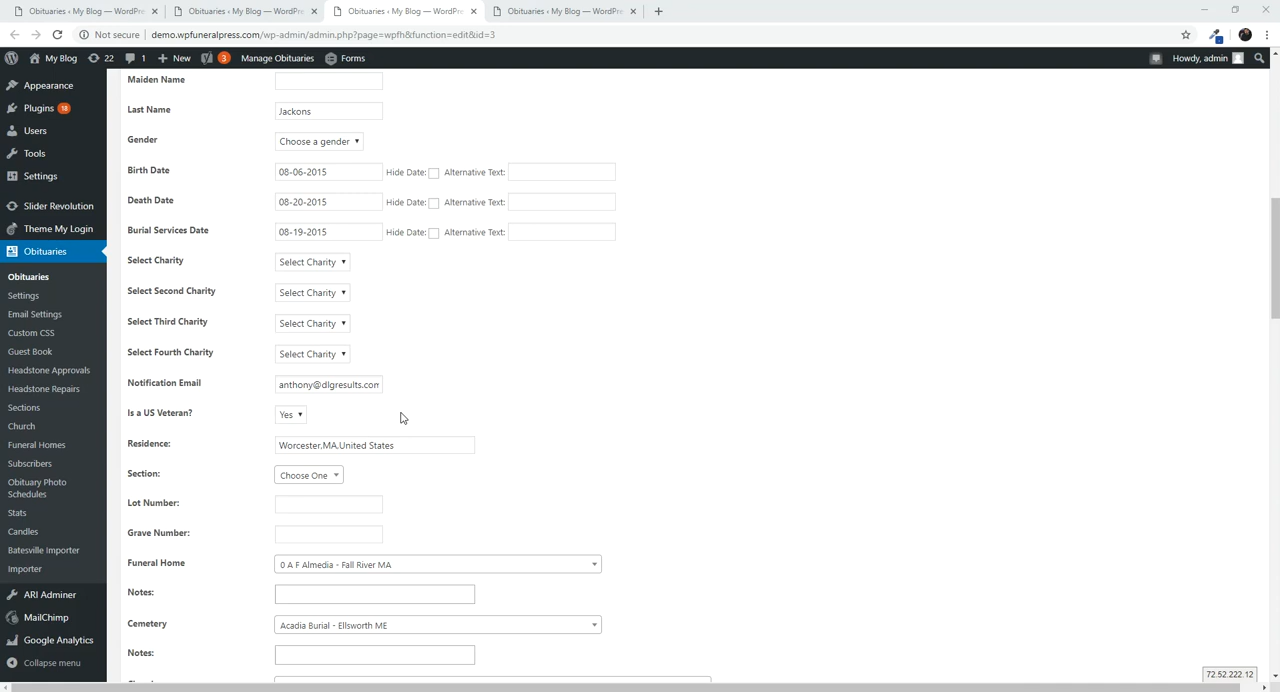 Obituaries ‹ My Blog — WordPre
Obituaries ‹ My Blog — WordPre
Obituaries ‹ My Blog — WordPre
Obituaries ‹ My Blog — WordPre
Not secure
demo.wpfuneralpress.com/wp-admin/admin.php?page=wpfh&function=edit&id=3
My Blog 22 1 New 3 Manage Obituaries Forms Howdy, admin
Appearance
Plugins 18
Users
Tools
Settings
Slider Revolution
Theme My Login
Obituaries
Obituaries
Settings
Email Settings
Custom CSS
Guest Book
Headstone Approvals
Headstone Repairs
Sections
Church
Funeral Homes
Subscribers
Obituary Photo
Schedules
Stats
Candles
Batesville Importer
Importer
ARI Adminer
MailChimp
Google Analytics
Collapse menu
Maiden Name
Last Name Jackons
Gender Choose a gender
Birth Date 08-06-2015 Hide Date: Alternative Text:
Death Date 08-20-2015 Hide Date: Alternative Text:
Burial Services Date 08-19-2015 Hide Date: Alternative Text:
Select Charity Select Charity
Select Second Charity Select Charity
Select Third Charity Select Charity
Select Fourth Charity Select Charity
Notification Email anthony@dlgresults.com
Is a US Veteran? Yes
Residence: Worcester,MA,United States
Section: Choose One
Lot Number:
Grave Number:
Funeral Home 0 A F Almedia - Fall River MA
Notes:
Cemetery Acadia Burial - Ellsworth ME
Notes:
72.52.222.12